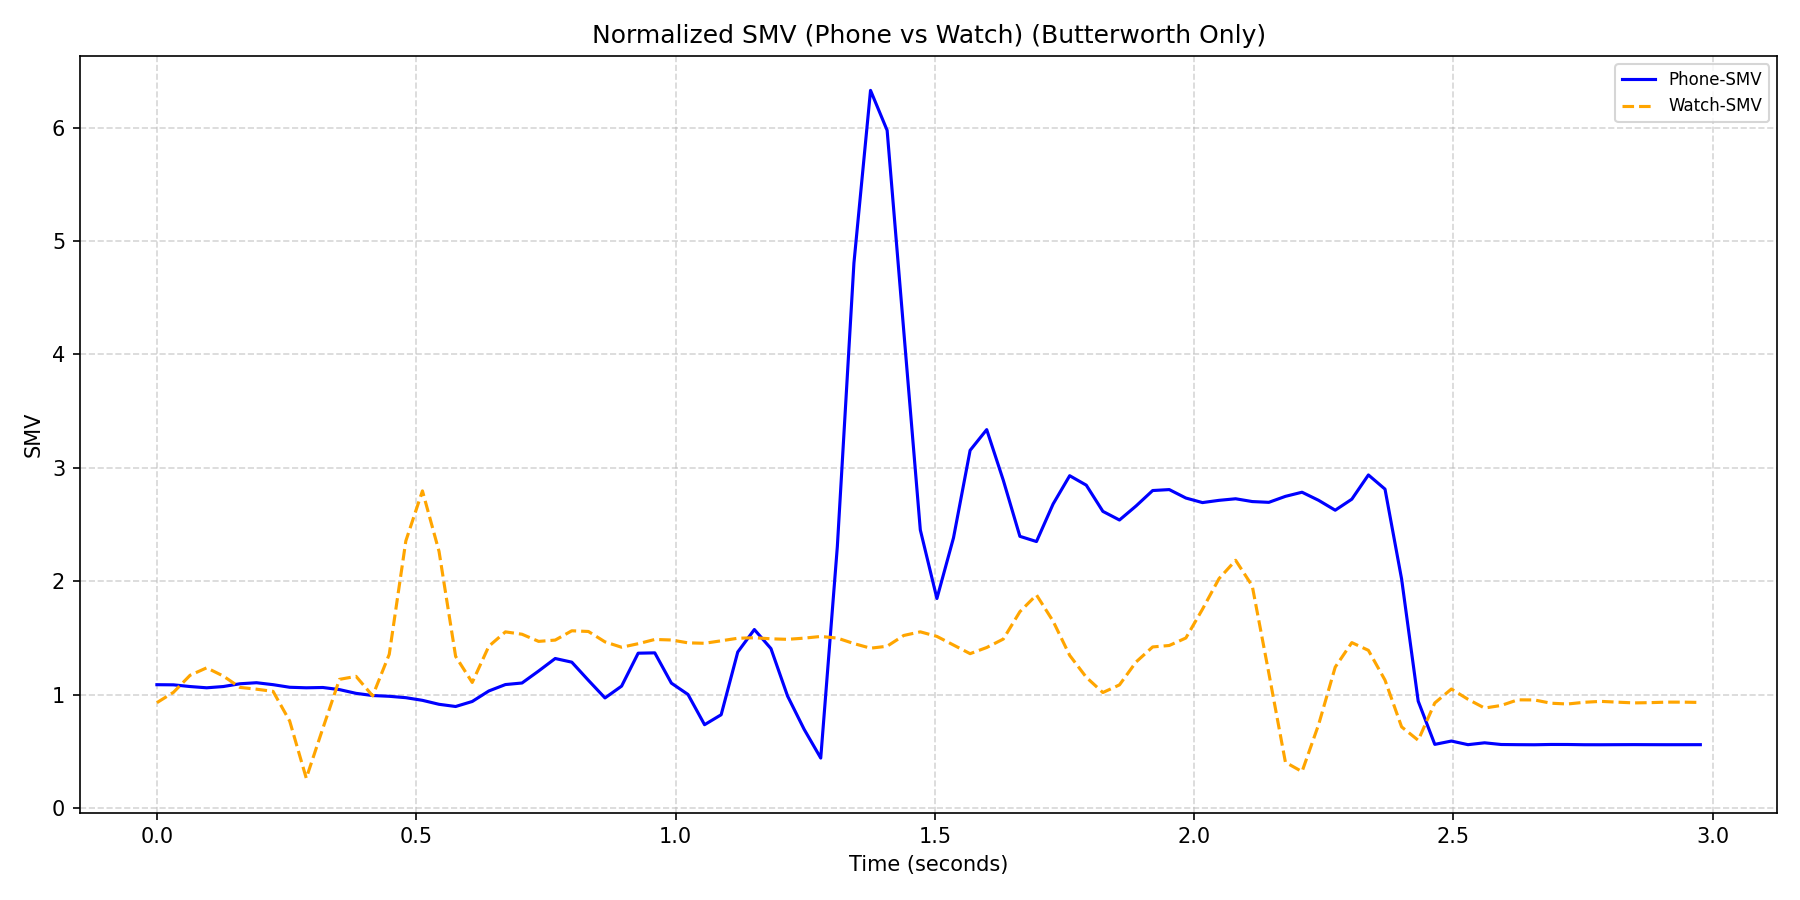 Normalized SMV (Phone vs Watch) (Butterworth Only)
Phone-SMV
Watch-SMV
SMV
6
5
4
3
2
1
0
0.0 0.5 1.0 1.5 2.0 2.5 3.0
Time (seconds)